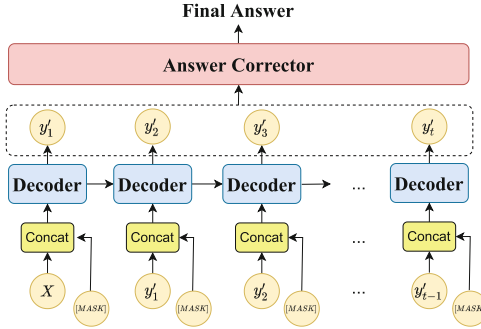 Final Answer
Answer Corrector
y′₁ y′₂ y′₃ y′ₜ
Decoder Decoder Decoder ... Decoder
Concat Concat Concat ... Concat
X [MASK] y′₁ [MASK] y′₂ [MASK] ... y′ₜ₋₁ [MASK]